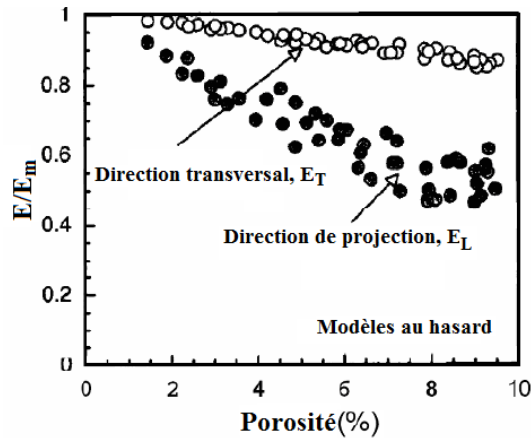 1
0.8
0.6
0.4
0.2
0
E/Em
Direction transversal, ET
Direction de projection, EL
Modèles au hasard
0
2
4
6
8
10
Porosité(%)